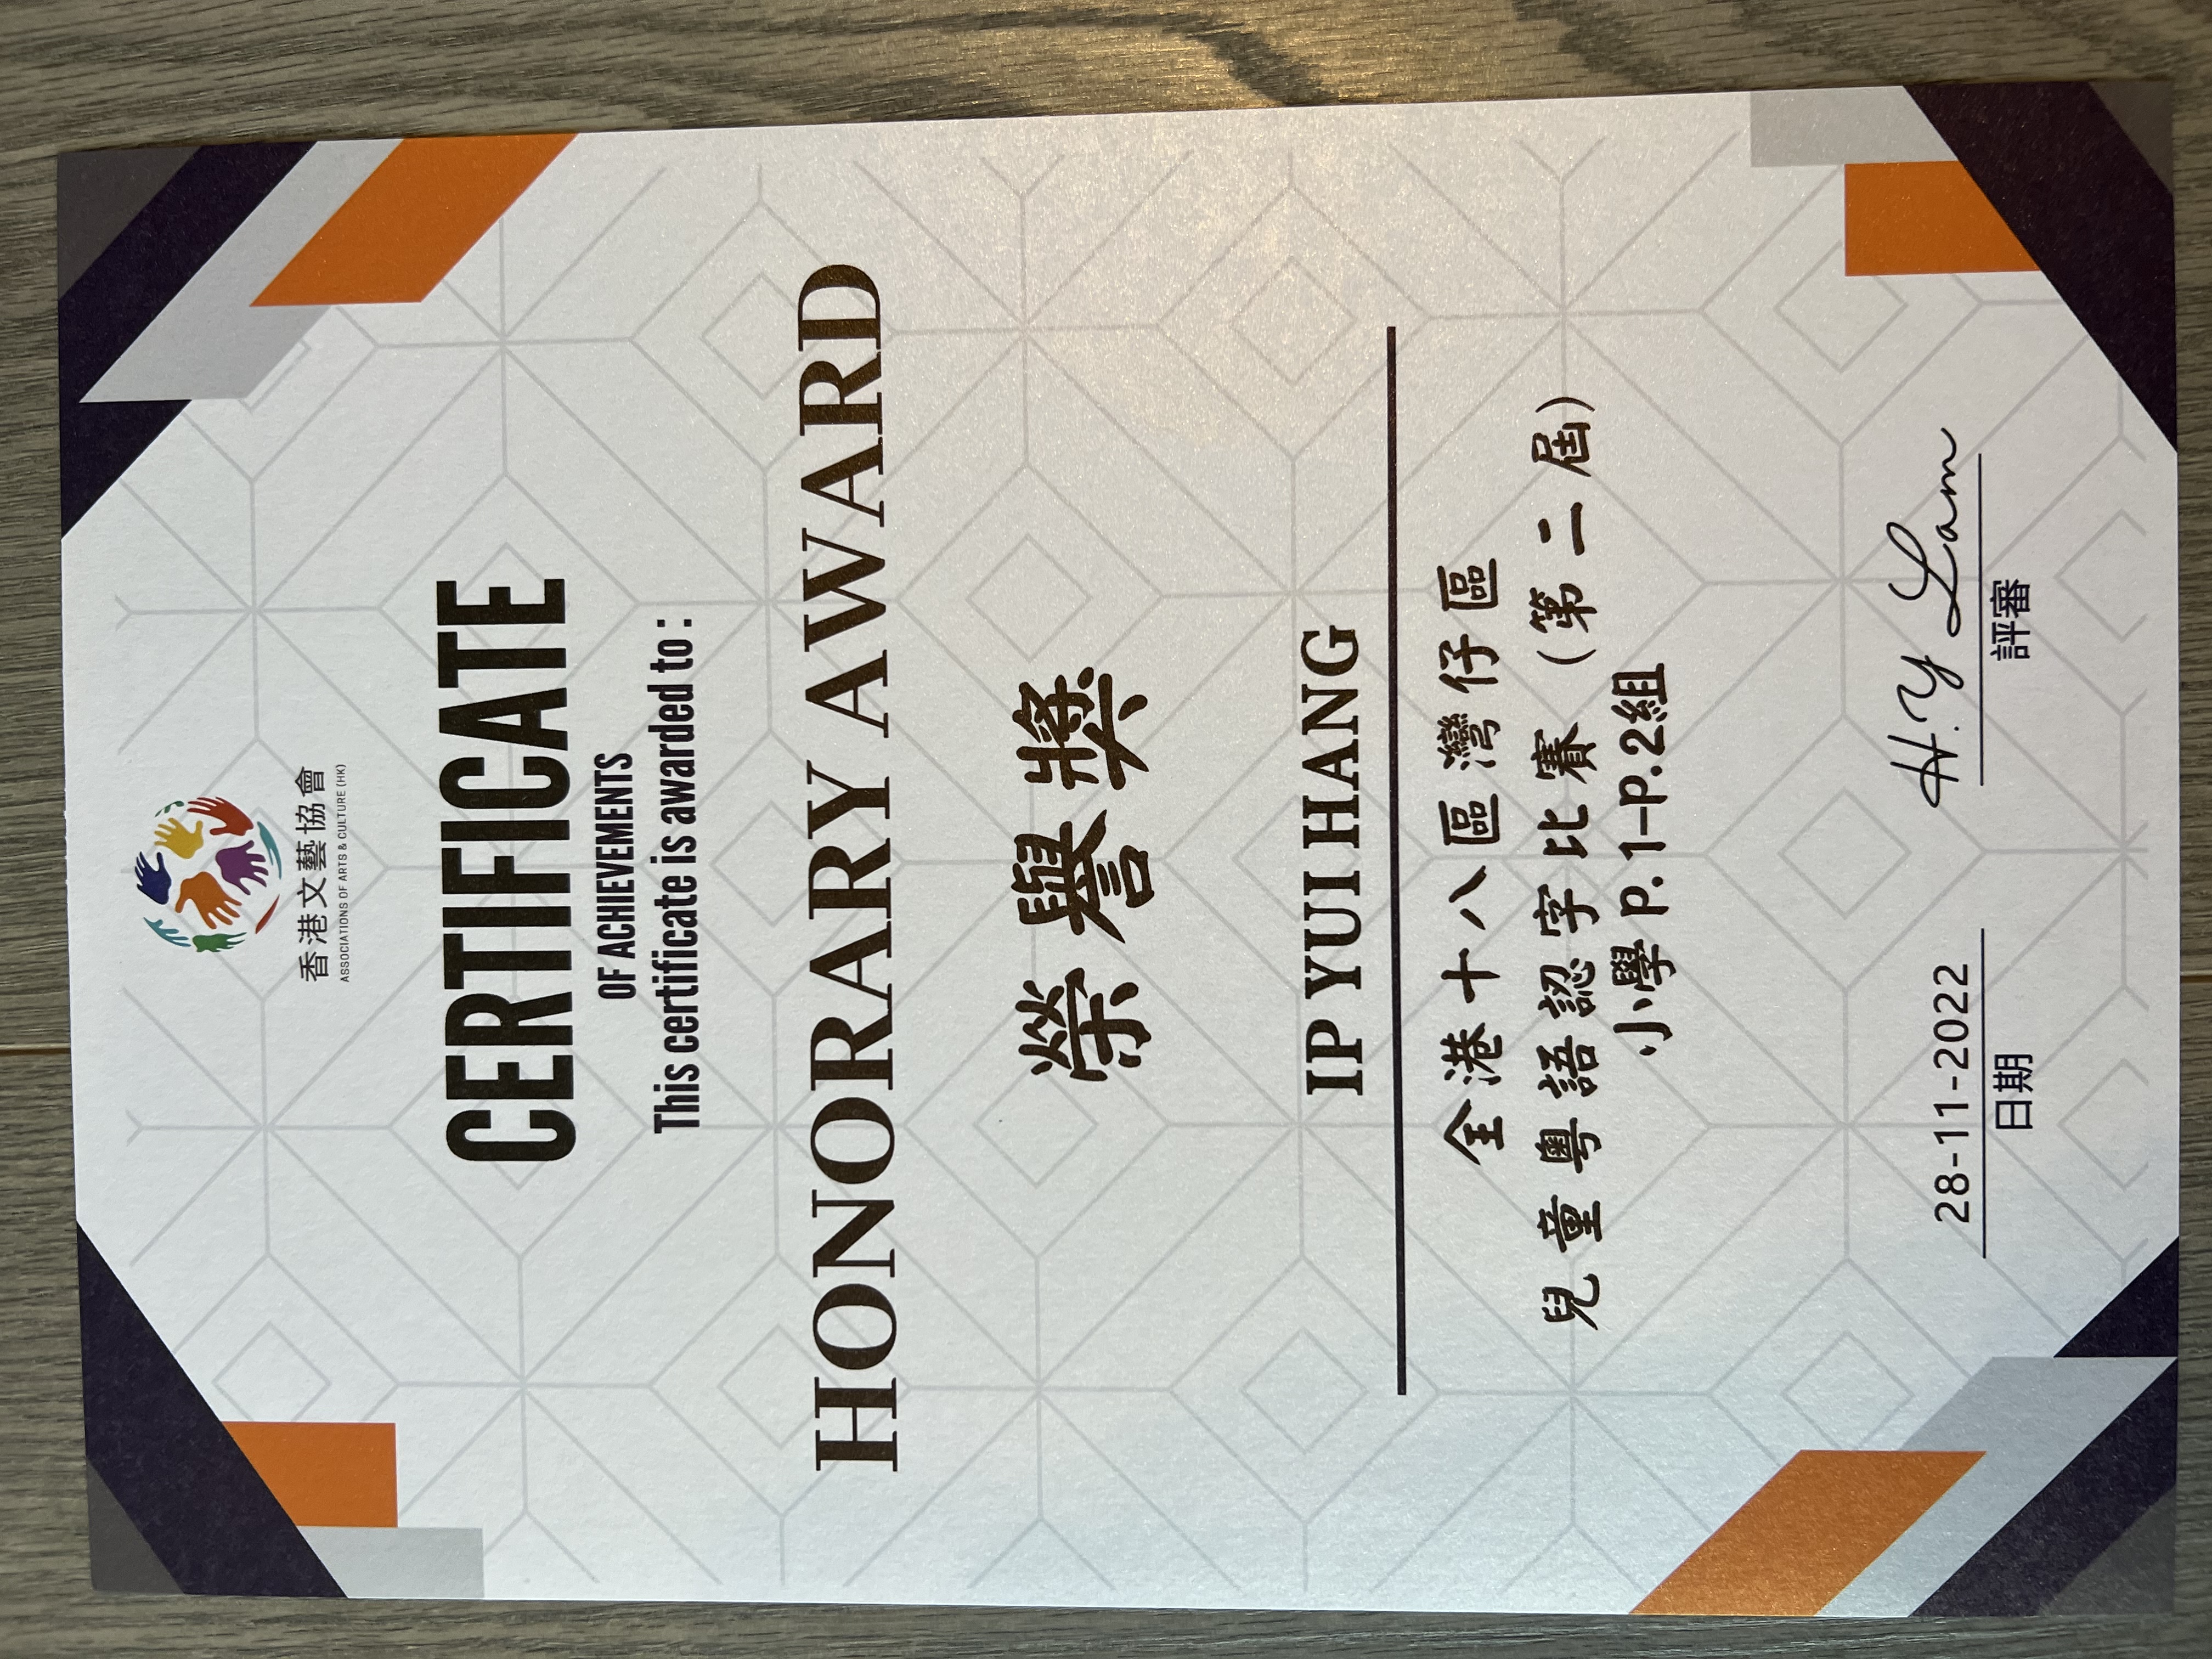 香港文藝協會
ASSOCIATIONS OF ARTS & CULTURE (HK)
CERTIFICATE
OF ACHIEVEMENTS
This certificate is awarded to :
HONORARY AWARD
榮譽獎
IP YUI HANG
全港十八區灣仔區
兒童粵語認字比賽（第二屆）
小學P.1-P.2組
28-11-2022
日期
H.Y Lam
評審